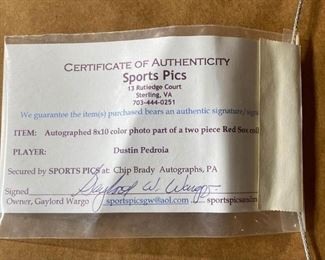 CERTIFICATE OF AUTHENTICITY
Sports Pics
13 Rutledge Court
Sterling, VA
703-444-0251
We guarantee the item(s) purchased bears an authentic signature/
ITEM: Autographed 8x10 color photo part of a two piece Red Sox
PLAYER: Dustin Pedroia
Secured by SPORTS PICS at: Chip Brady Autographs, PA
Signed Gaylord W. Wargo
Owner, Gaylord Wargo sportspicsgw@aol.com